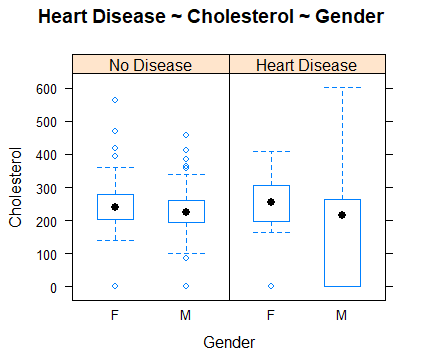 Heart Disease ~ Cholesterol ~ Gender
No Disease Heart Disease
600
500
400
300
200
100
0
Cholesterol
F M F M
Gender